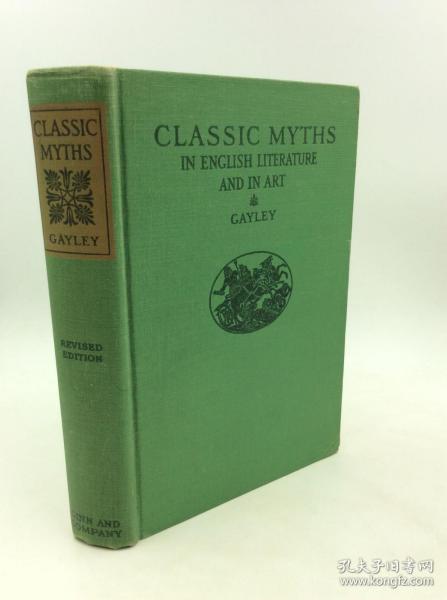 CLASSIC
MYTHS
GAYLEY
REVISED
EDITION
GINN AND
COMPANY
CLASSIC MYTHS
IN ENGLISH LITERATURE
AND IN ART
GAYLEY
孔夫子旧书网
www.kongfz.com